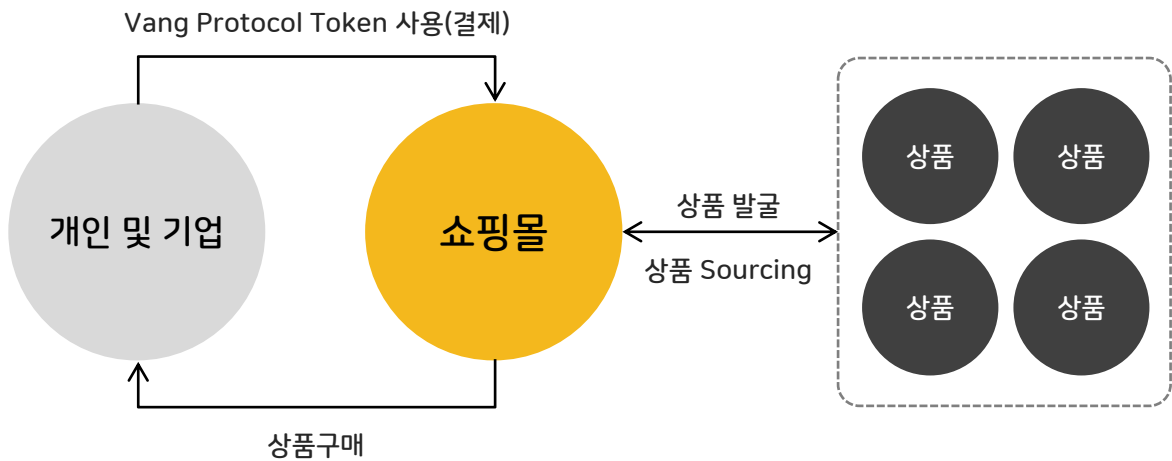 Vang Protocol Token 사용(결제)
개인 및 기업
쇼핑몰
상품 발굴
상품 Sourcing
상품
상품
상품
상품
상품구매